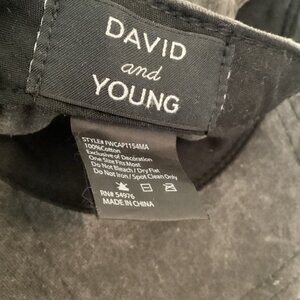 DAVID
and
YOUNG
STYLE# FWCAP1154MA
100%Cotton
Exclusive of Decoration
One Size Fits Most
Do Not Bleach / Dry Flat
Do Not Iron / Spot Clean Only
RN# 54976
MADE IN CHINA